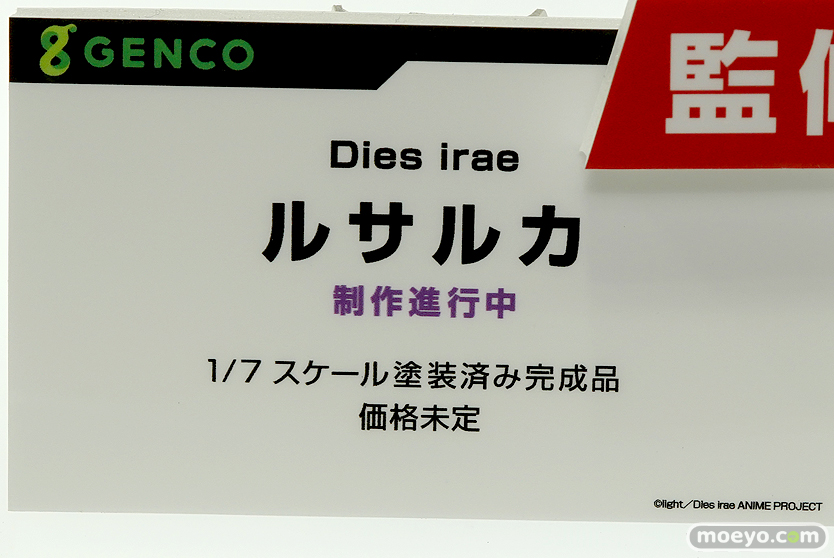 GENCO
監
Dies irae
ルサルカ
制作進行中
1/7 スケール塗装済み完成品
価格未定
©light／Dies irae ANIME PROJECT
moeyo.com